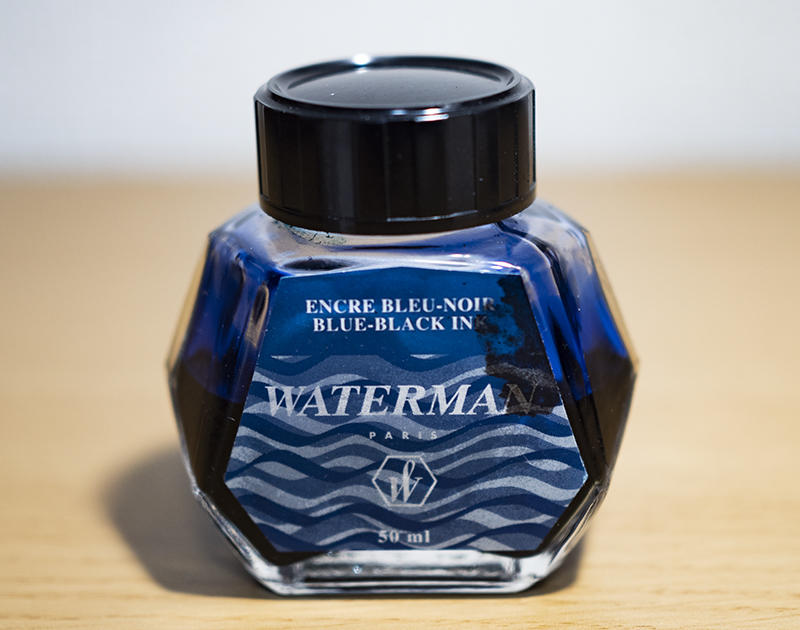 ENCRE BLEU-NOIR
BLUE-BLACK INK
WATERMAN
PARIS
W
50 ml